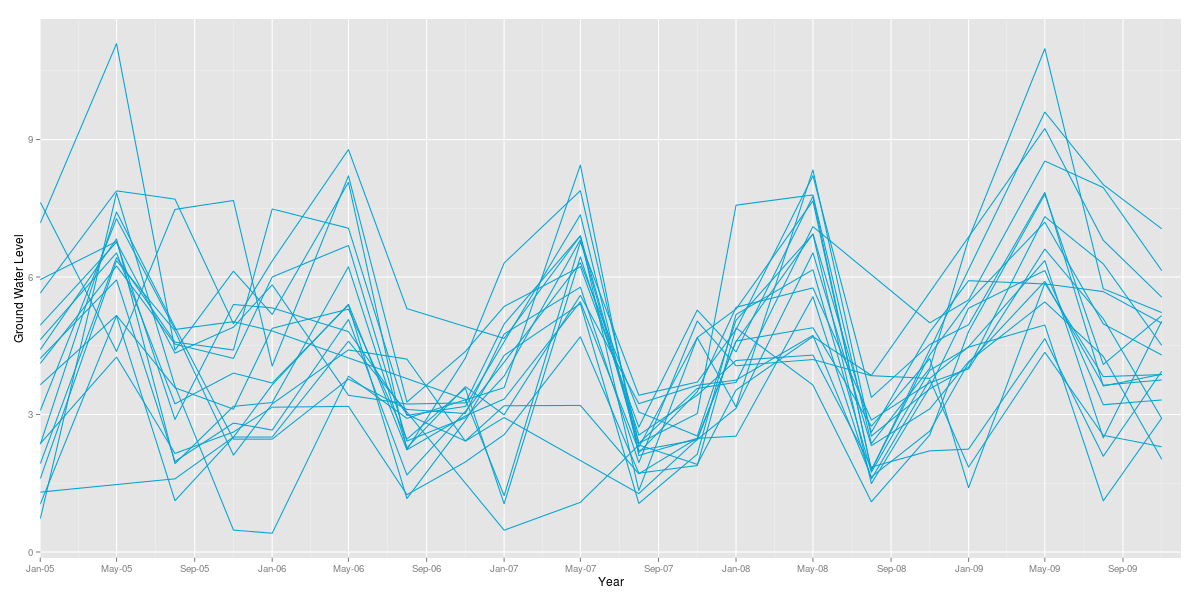 Ground Water Level
9
6
3
0
Jan-05 May-05 Sep-05 Jan-06 May-06 Sep-06 Jan-07 May-07 Sep-07 Jan-08 May-08 Sep-08 Jan-09 May-09 Sep-09
Year